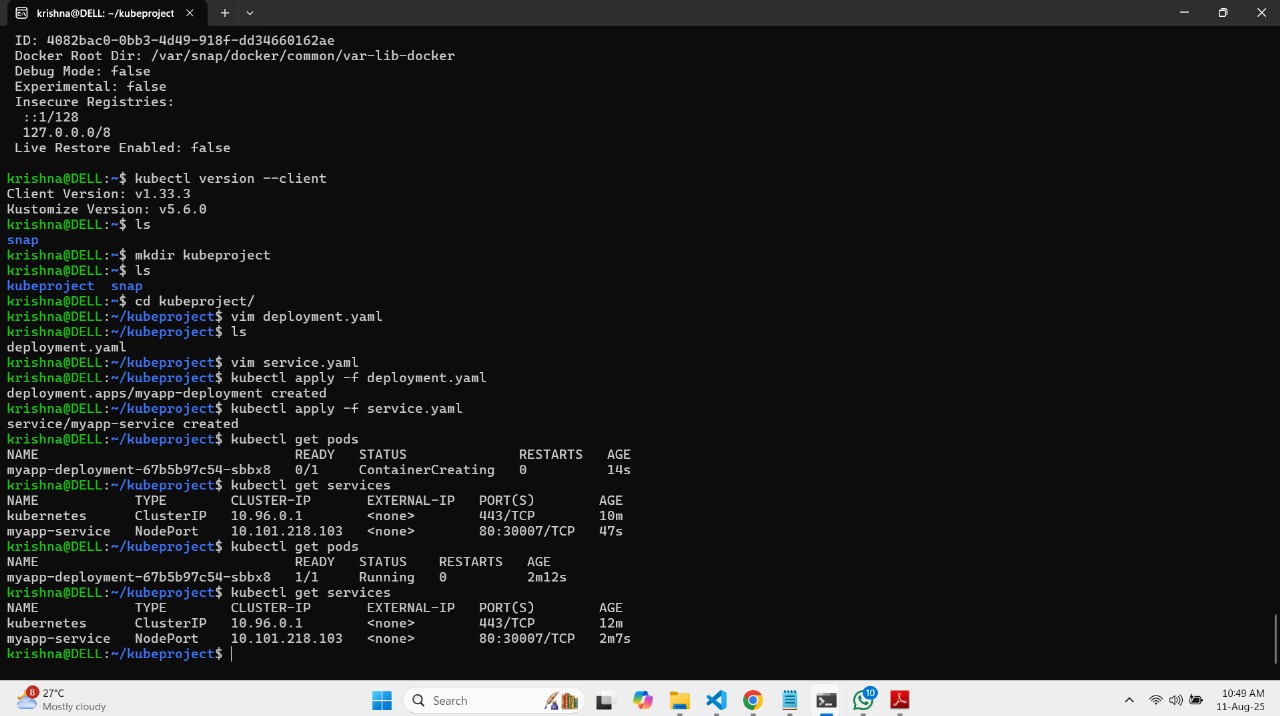 krishna@DELL: ~/kubeproject
ID: 4082bac0-0bb3-4d49-918f-dd34660162ae
Docker Root Dir: /var/snap/docker/common/var-lib-docker
Debug Mode: false
Experimental: false
Insecure Registries:
::1/128
127.0.0.0/8
Live Restore Enabled: false
krishna@DELL:~$ kubectl version --client
Client Version: v1.33.3
Kustomize Version: v5.6.0
krishna@DELL:~$ ls
snap
krishna@DELL:~$ mkdir kubeproject
krishna@DELL:~$ ls
kubeproject  snap
krishna@DELL:~$ cd kubeproject/
krishna@DELL:~/kubeproject$ vim deployment.yaml
krishna@DELL:~/kubeproject$ ls
deployment.yaml
krishna@DELL:~/kubeproject$ vim service.yaml
krishna@DELL:~/kubeproject$ kubectl apply -f deployment.yaml
deployment.apps/myapp-deployment created
krishna@DELL:~/kubeproject$ kubectl apply -f service.yaml
service/myapp-service created
krishna@DELL:~/kubeproject$ kubectl get pods
NAME READY STATUS RESTARTS AGE
myapp-deployment-67b5b97c54-sbbx8 0/1 ContainerCreating 0 14s
krishna@DELL:~/kubeproject$ kubectl get services
NAME TYPE CLUSTER-IP EXTERNAL-IP PORT(S) AGE
kubernetes ClusterIP 10.96.0.1 <none> 443/TCP 10m
myapp-service NodePort 10.101.218.103 <none> 80:30007/TCP 47s
krishna@DELL:~/kubeproject$ kubectl get pods
NAME READY STATUS RESTARTS AGE
myapp-deployment-67b5b97c54-sbbx8 1/1 Running 0 2m12s
krishna@DELL:~/kubeproject$ kubectl get services
NAME TYPE CLUSTER-IP EXTERNAL-IP PORT(S) AGE
kubernetes ClusterIP 10.96.0.1 <none> 443/TCP 12m
myapp-service NodePort 10.101.218.103 <none> 80:30007/TCP 2m7s
krishna@DELL:~/kubeproject$
8
27°C
Mostly cloudy
Search
10
10:49 AM
11-Aug-25